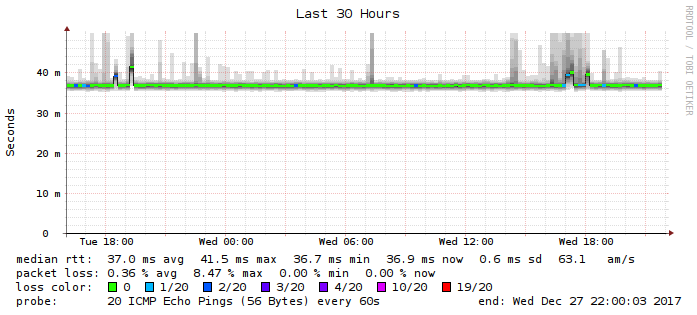 Last 30 Hours
RRDTOOL / TOBI OETIKER
Seconds
40 m
30 m
20 m
10 m
0
Tue 18:00 Wed 00:00 Wed 06:00 Wed 12:00 Wed 18:00
median rtt: 37.0 ms avg 41.5 ms max 36.7 ms min 36.9 ms now 0.6 ms sd 63.1 am/s
packet loss: 0.36 % avg 8.47 % max 0.00 % min 0.00 % now
loss color: 0 1/20 2/20 3/20 4/20 10/20 19/20
probe: 20 ICMP Echo Pings (56 Bytes) every 60s end: Wed Dec 27 22:00:03 2017